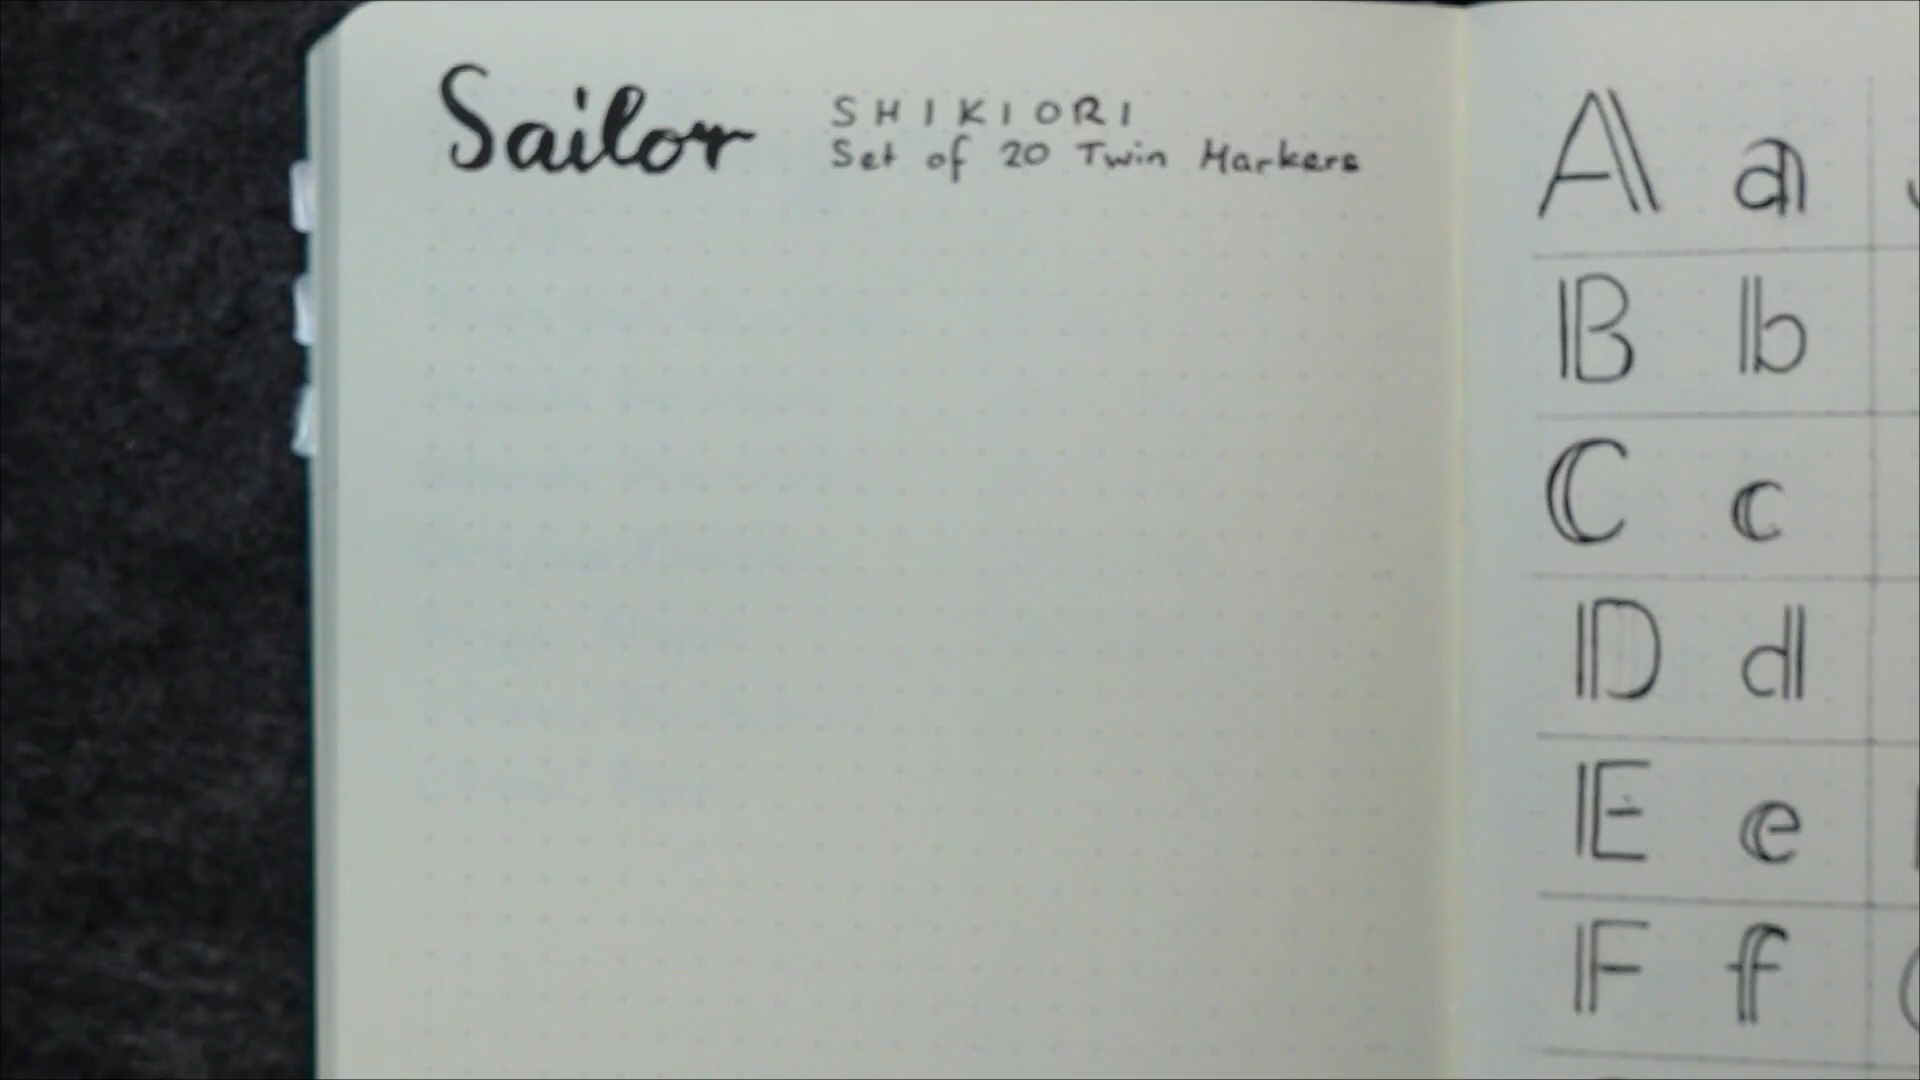 Sailor
SHIKIORI
Set of 20 Twin Markers
A a
B b
C c
D d
E e
F f